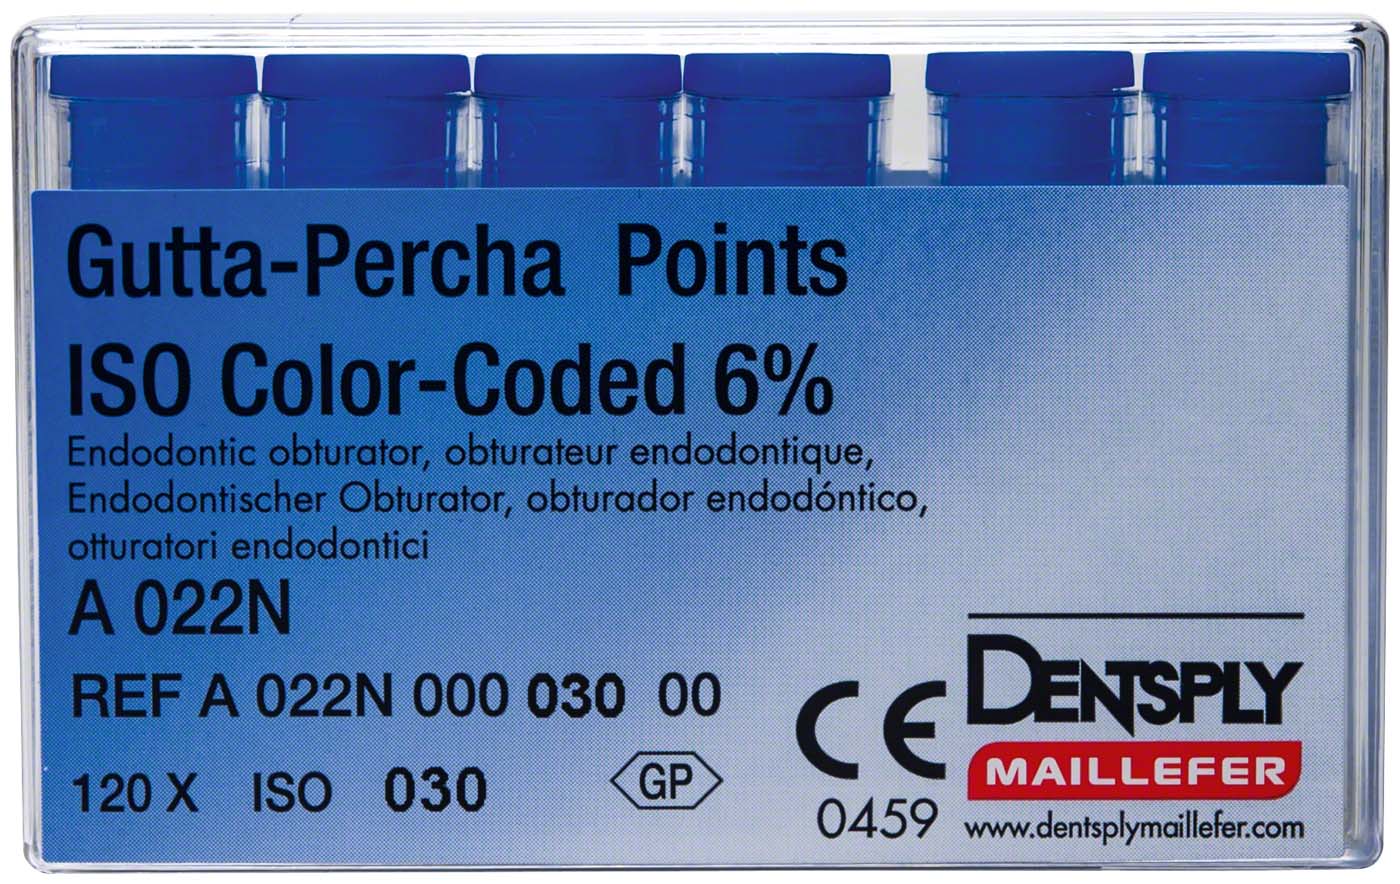 Gutta-Percha Points
ISO Color-Coded 6%
Endodontic obturator, obturateur endodontique,
Endodontischer Obturator, obturador endodóntico,
otturatori endodontici
A 022N
REF A 022N 000 030 00
120 X ISO 030
GP
CE
0459
DENTSPLY
MAILLEFER
www.dentsplymaillefer.com